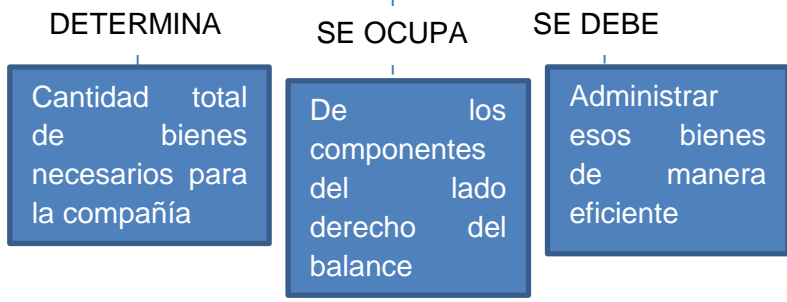 DETERMINA
Cantidad total
de bienes
necesarios para
la compañía
SE OCUPA
De los
componentes
del lado
derecho del
balance
SE DEBE
Administrar
esos bienes
de manera
eficiente